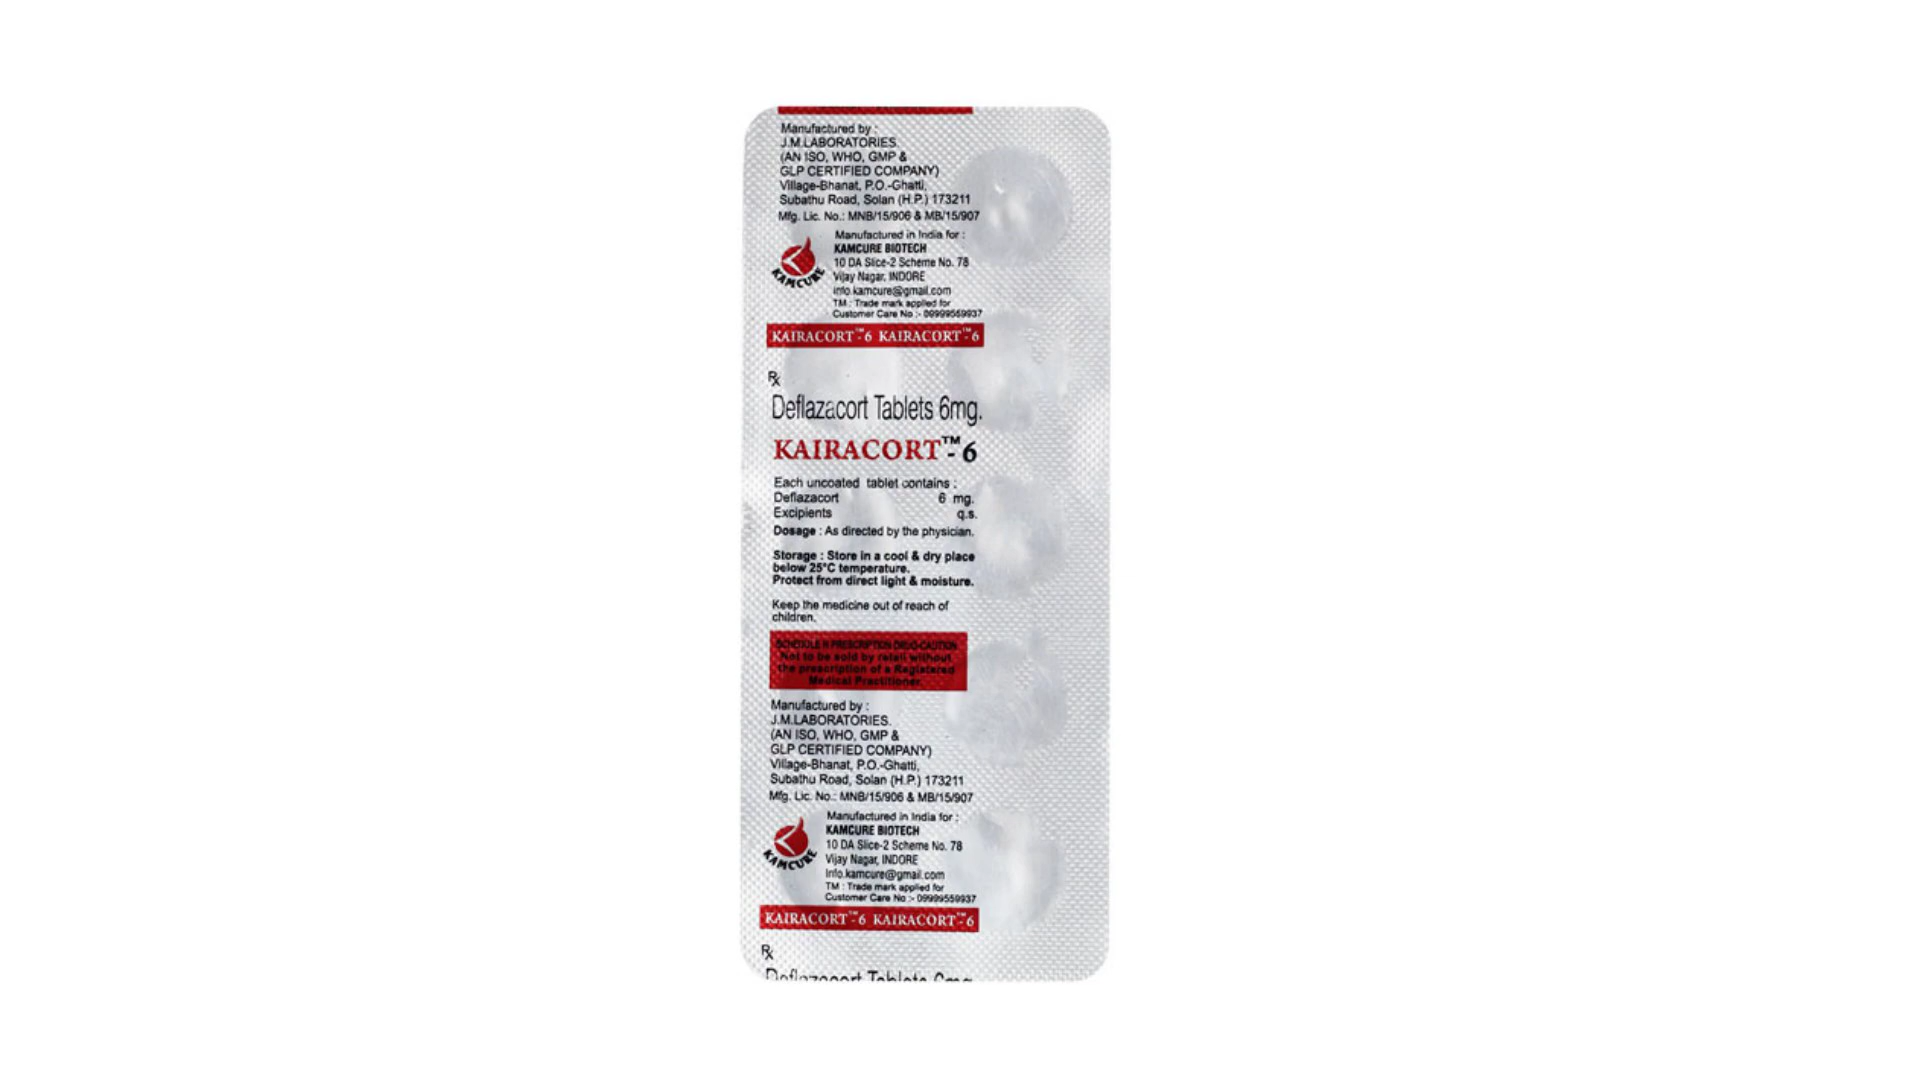 Manufactured by :
J.M.LABORATORIES.
(AN ISO, WHO, GMP &
GLP CERTIFIED COMPANY)
Village-Bhanat, P.O.-Ghatti,
Subathu Road, Solan (H.P.) 173211
Mfg. Lic. No.: MNB/15/906 & MB/15/907
KAMCURE
Manufactured in India for :
KAMCURE BIOTECH
10 DA Slice-2 Scheme No. 78
Vijay Nagar, INDORE
info.kamcure@gmail.com
TM : Trade mark applied for
Customer Care No :- 09999559937
KAIRACORT™-6 KAIRACORT™-6
Rx
Deflazacort Tablets 6mg.
KAIRACORT™-6
Each uncoated tablet contains :
Deflazacort 6 mg.
Excipients q.s.
Dosage : As directed by the physician.
Storage : Store in a cool & dry place
below 25°C temperature.
Protect from direct light & moisture.
Keep the medicine out of reach of
children.
SCHEDULE H PRESCRIPTION DRUG-CAUTION
Not to be sold by retail without
the prescription of a Registered
Medical Practitioner.
Manufactured by :
J.M.LABORATORIES.
(AN ISO, WHO, GMP &
GLP CERTIFIED COMPANY)
Village-Bhanat, P.O.-Ghatti,
Subathu Road, Solan (H.P.) 173211
Mfg. Lic. No.: MNB/15/906 & MB/15/907
KAMCURE
Manufactured in India for :
KAMCURE BIOTECH
10 DA Slice-2 Scheme No. 78
Vijay Nagar, INDORE
info.kamcure@gmail.com
TM : Trade mark applied for
Customer Care No :- 09999559937
KAIRACORT™-6 KAIRACORT™-6
Rx
Deflazacort Tablets 6mg